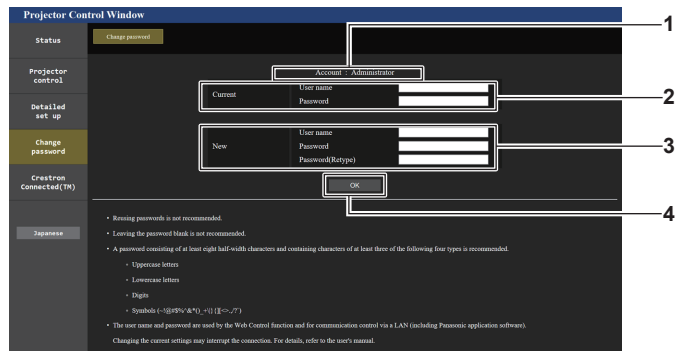 Projector Control Window
Status
Change password
Projector
control
Detailed
set up
Change
password
Crestron
Connected(TM)
Japanese
Account : Administrator
Current
User name
Password
New
User name
Password
Password(Retype)
OK
1
2
3
4
• Reusing passwords is not recommended.
• Leaving the password blank is not recommended.
• A password consisting of at least eight half-width characters and containing characters of at least three of the following four types is recommended.
Uppercase letters
Lowercase letters
Digits
Symbols
• The user name and password are used by the Web Control function and for communication control via a LAN (including Panasonic application software).
Changing the current settings may interrupt the connection. For details, refer to the user's manual.